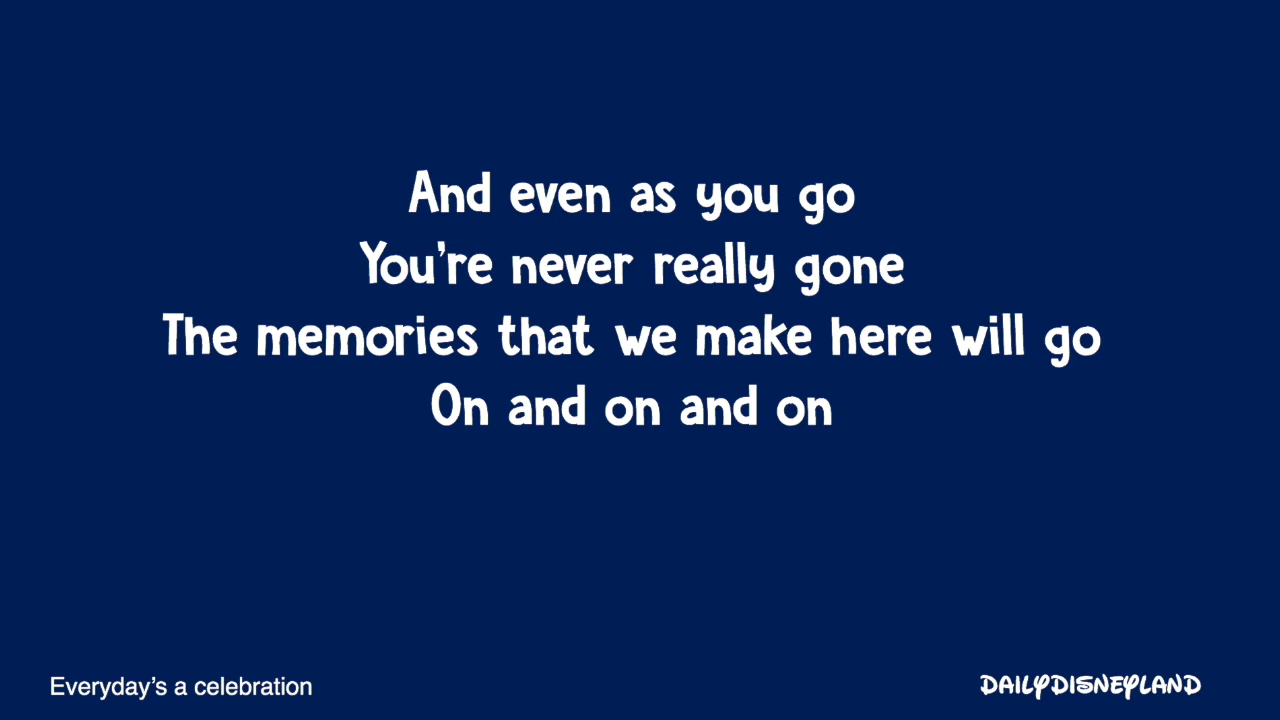 And even as you go
You're never really gone
The memories that we make here will go
On and on and on
Everyday's a celebration
DAILYDISNEYLAND